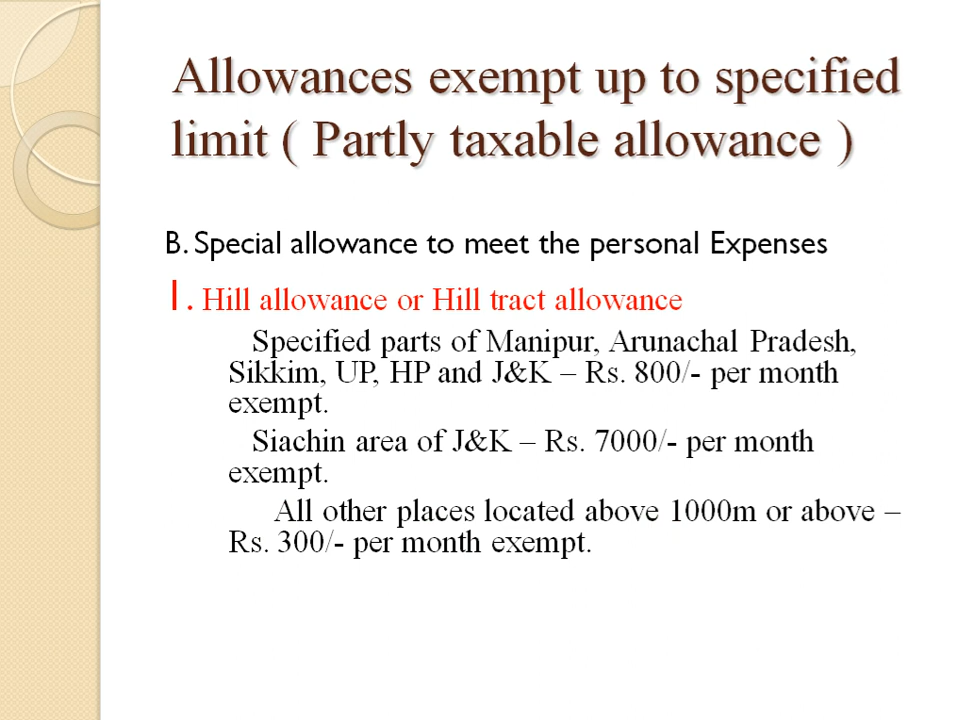 Allowances exempt up to specified
limit ( Partly taxable allowance )
B. Special allowance to meet the personal Expenses
1. Hill allowance or Hill tract allowance
Specified parts of Manipur, Arunachal Pradesh,
Sikkim, UP, HP and J&K – Rs. 800/- per month
exempt.
Siachin area of J&K – Rs. 7000/- per month
exempt.
All other places located above 1000m or above –
Rs. 300/- per month exempt.